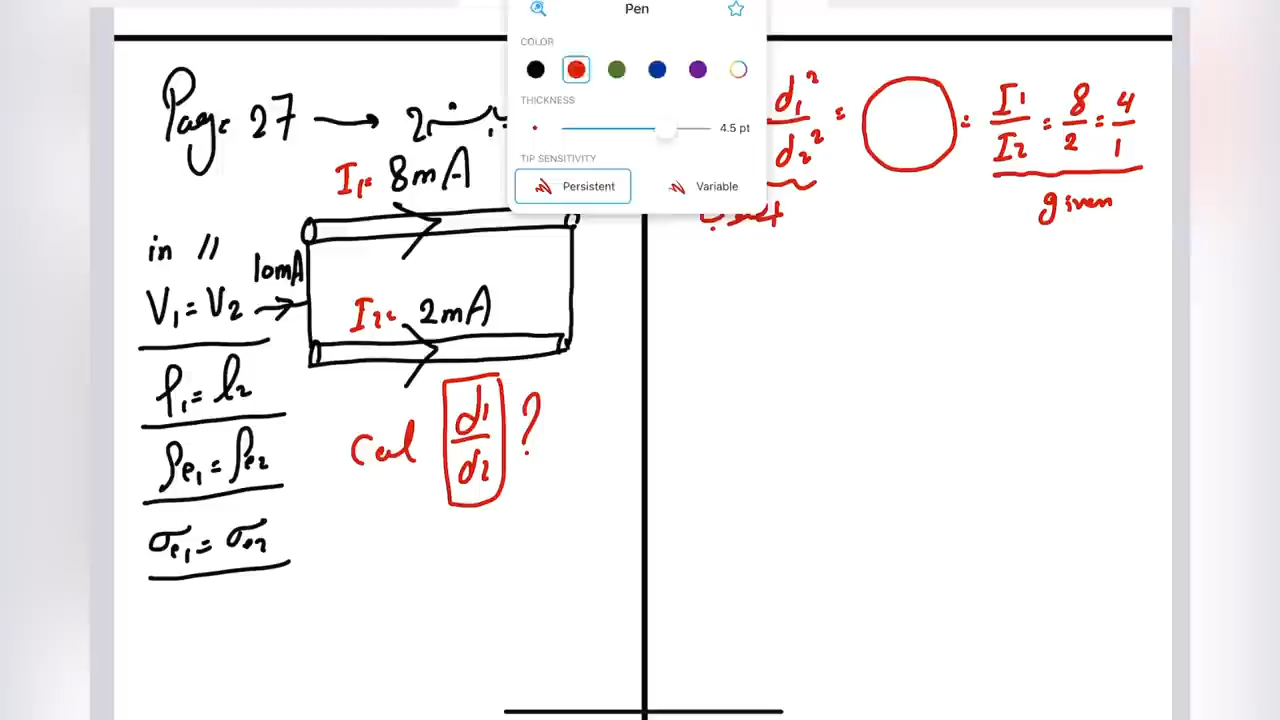 Pen
COLOR
THICKNESS
4.5 pt
TIP SENSITIVITY
Persistent
Variable
Page 27 → 2
I₁= 8mA
in //
10mA
V₁ = V₂
I₂= 2mA
ℓ₁ = ℓ₂
ρe₁ = ρe₂
σe₁ = σe₂
Cal d₁/d₂ ?
d₁²/d₂² = = I₁/I₂ = 8/2 = 4/1
given